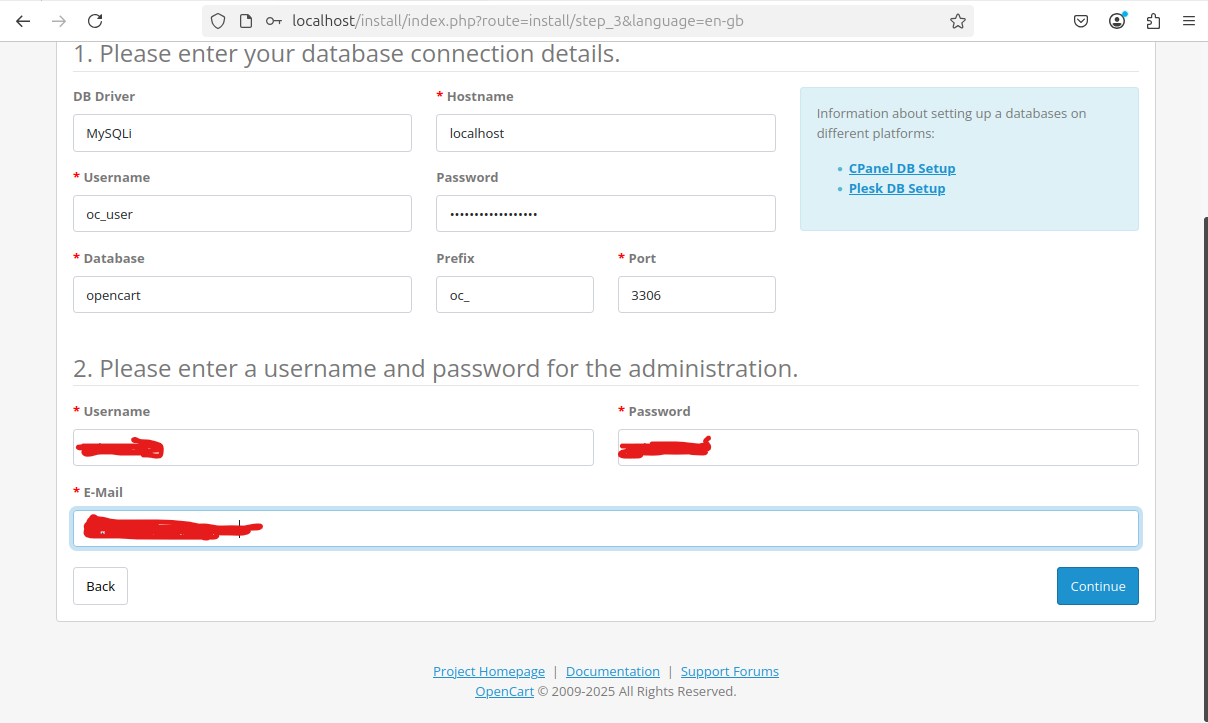 localhost/install/index.php?route=install/step_3&language=en-gb
1. Please enter your database connection details.
DB Driver
* Hostname
MySQLi
localhost
* Username
Password
oc_user
••••••••••••••••••
* Database
Prefix
* Port
opencart
oc_
3306
Information about setting up a databases on
different platforms:
• CPanel DB Setup
• Plesk DB Setup
2. Please enter a username and password for the administration.
* Username
* Password
* E-Mail
Back
Continue
Project Homepage | Documentation | Support Forums
OpenCart © 2009-2025 All Rights Reserved.